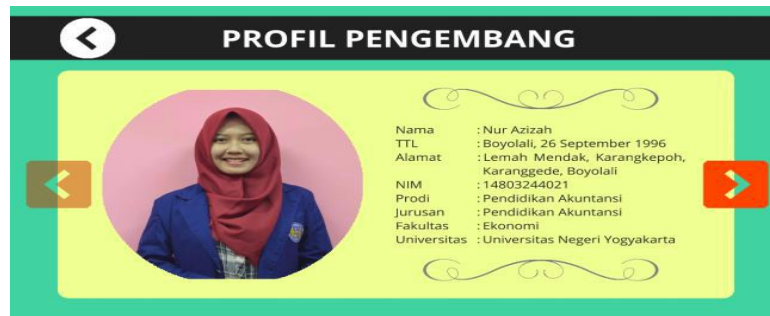 PROFIL PENGEMBANG
Nama : Nur Azizah
TTL : Boyolali, 26 September 1996
Alamat : Lemah Mendak, Karangkepoh,
Karanggede, Boyolali
NIM : 14803244021
Prodi : Pendidikan Akuntansi
Jurusan : Pendidikan Akuntansi
Fakultas : Ekonomi
Universitas : Universitas Negeri Yogyakarta